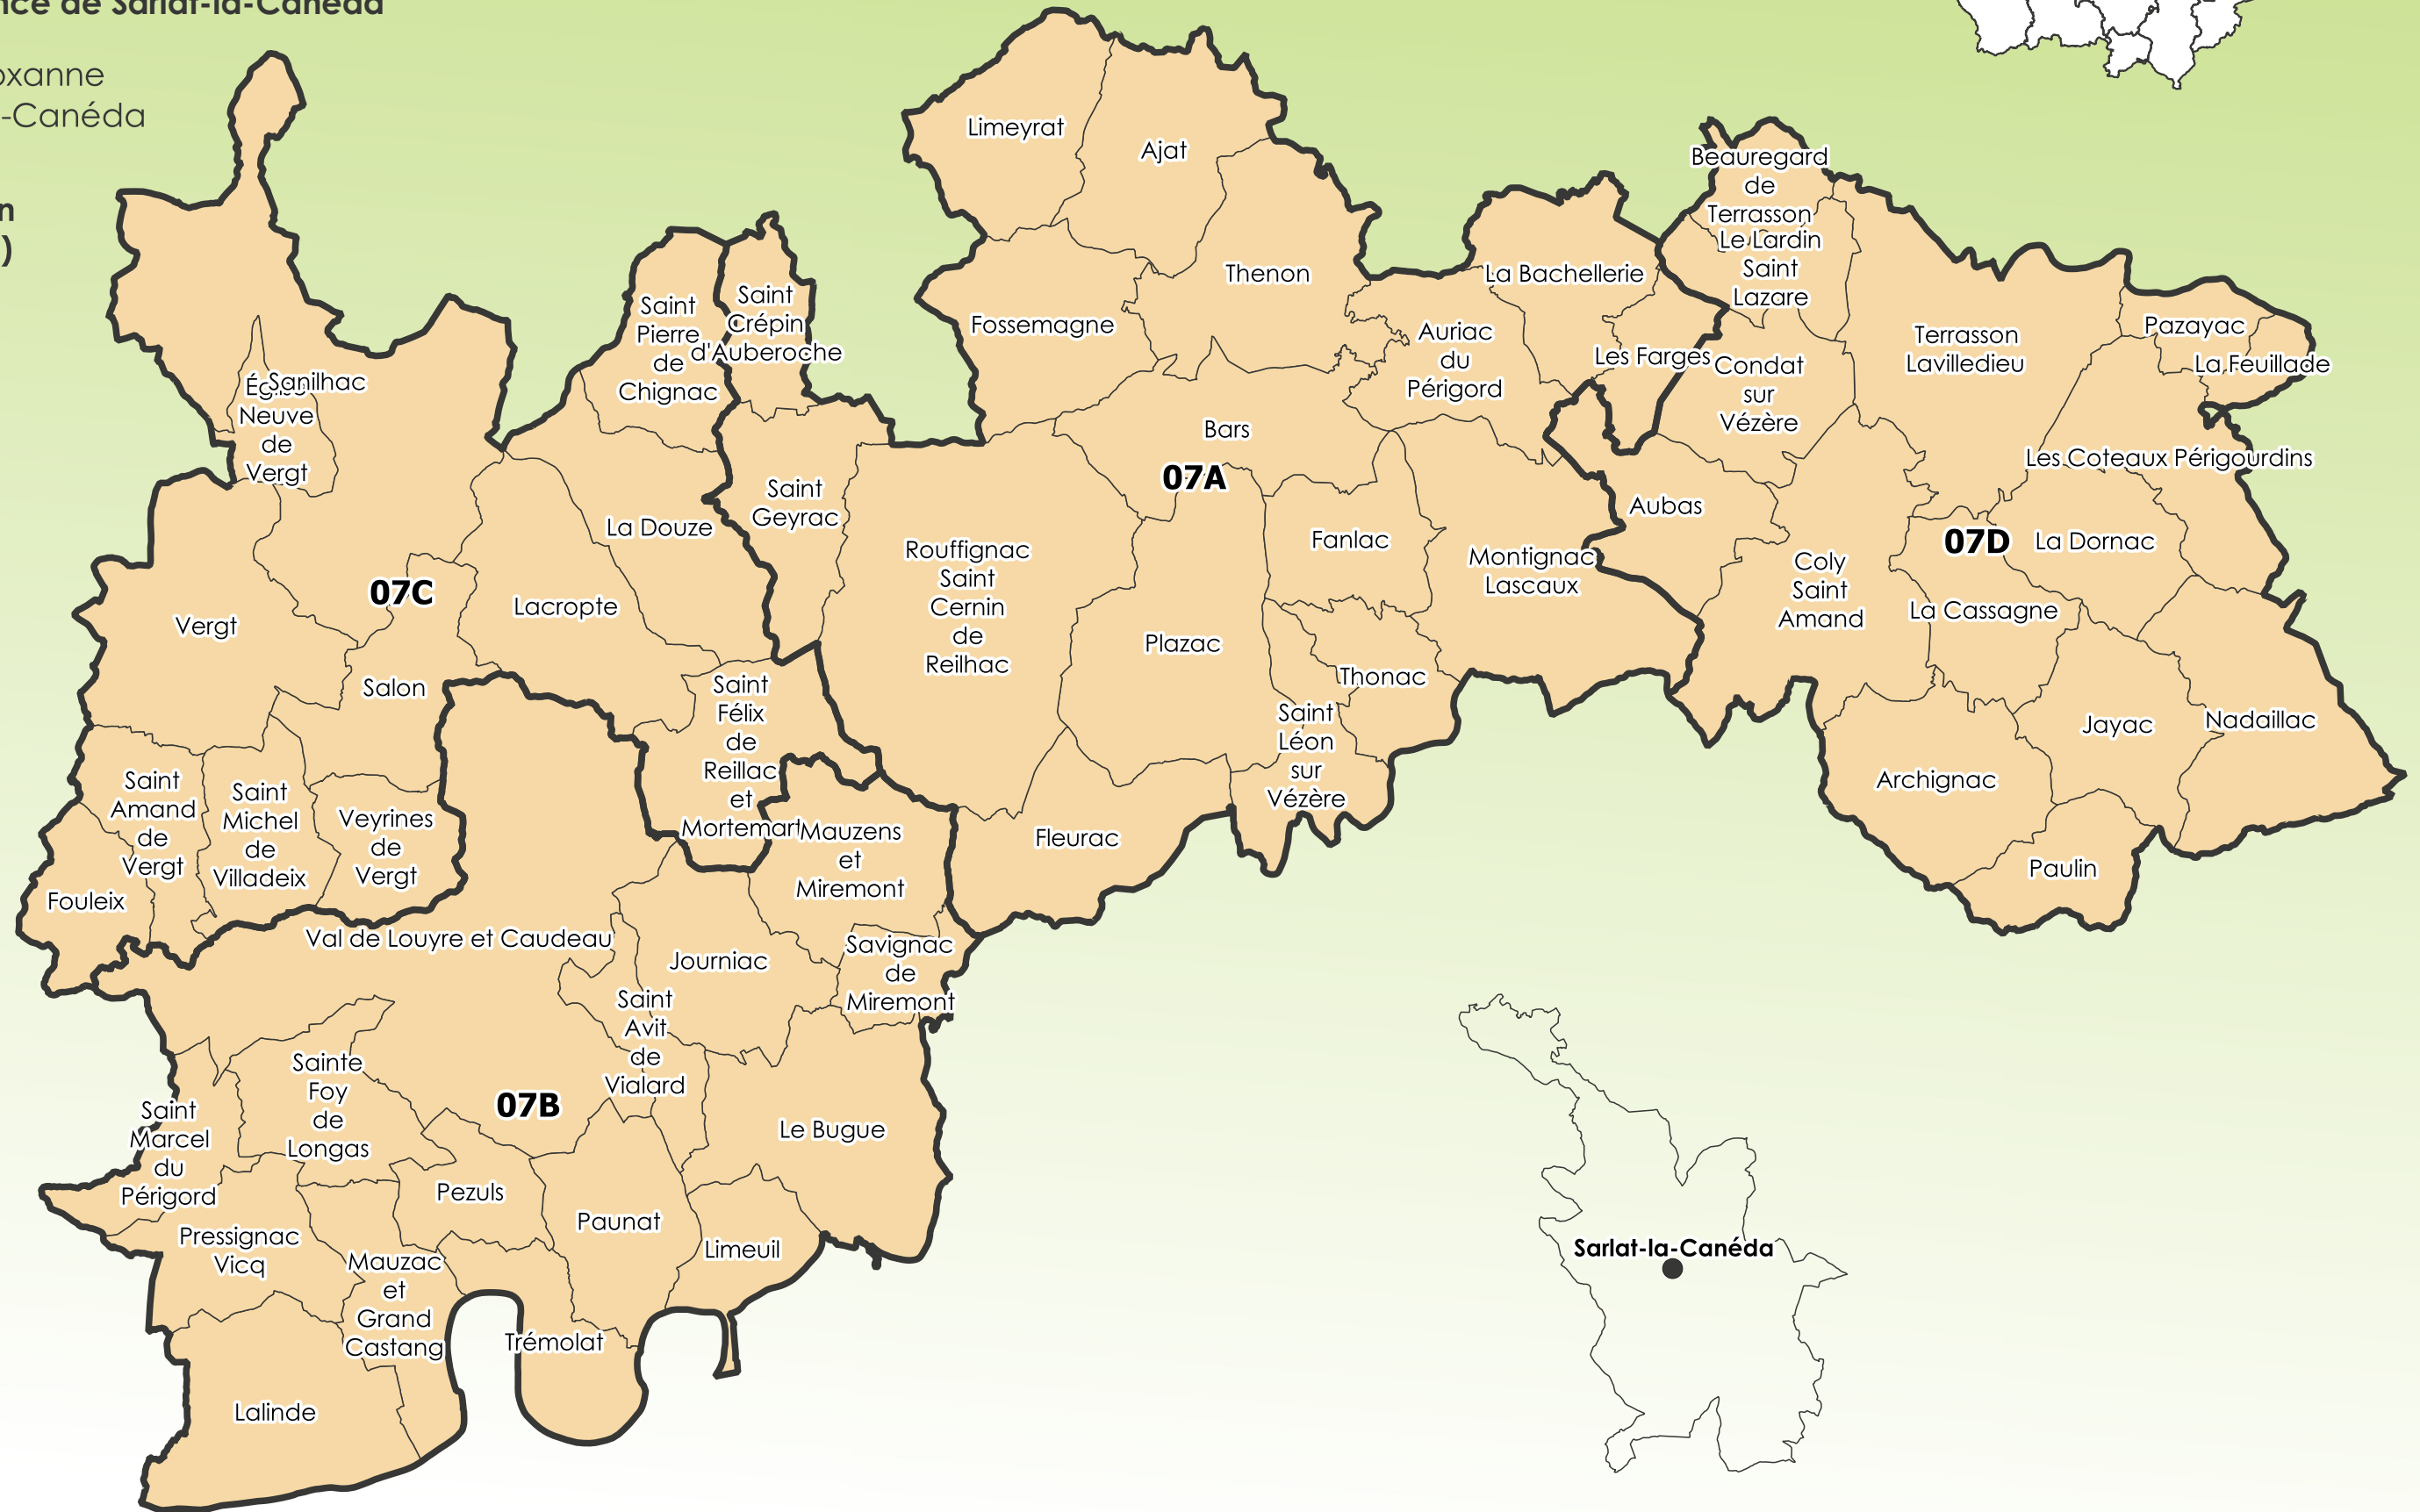 nce de Sarlat-la-Canéda
oxanne
-Canéda
n
)
Limeyrat
Ajat
Thenon
Fossemagne
Beauregard
de
Terrasson
Le Lardin
Saint
Lazare
La Bachellerie
Auriac
du
Périgord
Les Farges
Condat
sur
Vézère
Terrasson
Lavilledieu
Pazayac
La Feuillade
Les Coteaux Périgourdins
Saint
Pierre
de
Chignac
Saint
Crépin
d'Auberoche
Sanilhac
Neuve
de
Vergt
Bars
07A
Saint
Geyrac
La Douze
Aubas
Fanlac
07D
La Dornac
Rouffignac
Saint
Cernin
de
Reilhac
Montignac
Lascaux
Coly
Saint
Amand
La Cassagne
07C
Lacropte
Vergt
Plazac
Salon
Thonac
Saint
Félix
de
Reillac
et
Mortemart
Saint
Léon
sur
Vézère
Jayac
Nadaillac
Archignac
Paulin
Saint
Amand
de
Vergt
Saint
Michel
de
Villadeix
Veyrines
de
Vergt
Mauzens
et
Miremont
Fleurac
Fouleix
Val de Louyre et Caudeau
Journiac
Savignac
de
Miremont
Saint
Avit
de
Vialard
Sainte
Foy
de
Longas
07B
Saint
Marcel
du
Périgord
Le Bugue
Pezuls
Paunat
Limeuil
Pressignac
Vicq
Mauzac
et
Grand
Castang
Trémolat
Lalinde
Sarlat-la-Canéda